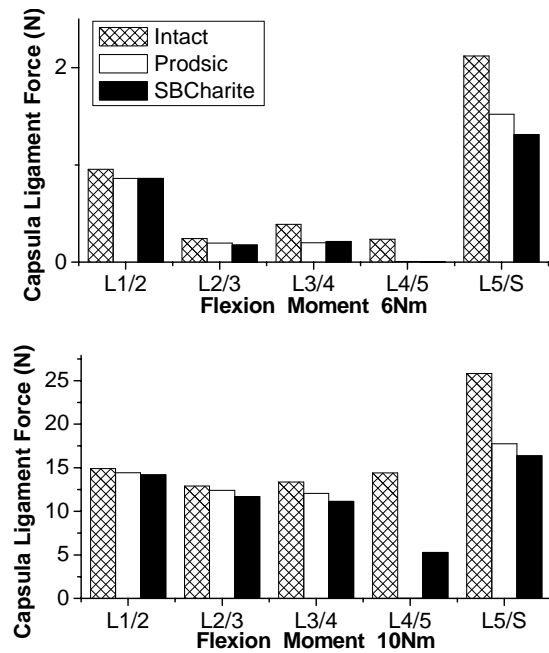 Capsula Ligament Force (N)
2
0
Intact
Prodsic
SBCharite
L1/2 L2/3 L3/4 L4/5 L5/S
Flexion Moment 6Nm
Capsula Ligament Force (N)
25
20
15
10
5
0
L1/2 L2/3 L3/4 L4/5 L5/S
Flexion Moment 10Nm